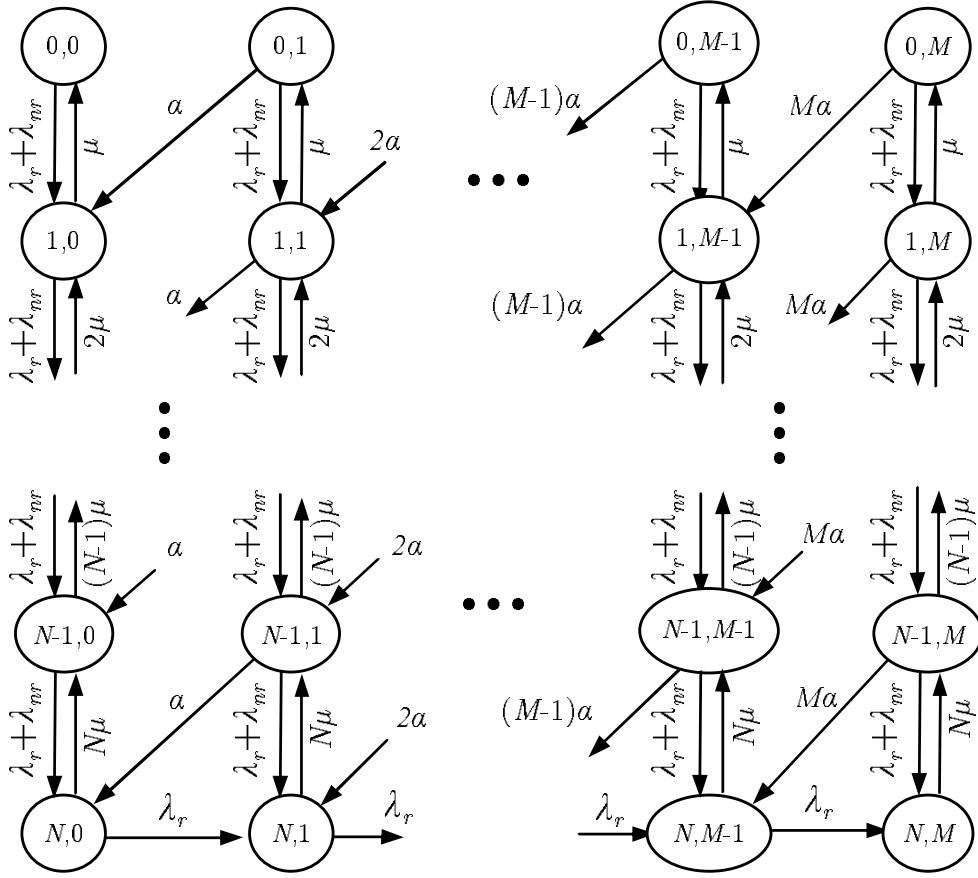 0,0 0,1 0,M-1 0,M
α (M-1)α Mα
λr+λnr μ λr+λnr μ λr+λnr μ λr+λnr μ
2α
1,0 1,1 1,M-1 1,M
α (M-1)α Mα
λr+λnr 2μ λr+λnr 2μ λr+λnr 2μ λr+λnr 2μ
λr+λnr (N-1)μ λr+λnr (N-1)μ λr+λnr (N-1)μ λr+λnr (N-1)μ
α 2α Mα
N-1,0 N-1,1 N-1,M-1 N-1,M
α (M-1)α Mα
λr+λnr Nμ λr+λnr Nμ λr+λnr Nμ λr+λnr Nμ
2α
λr λr λr λr
N,0 N,1 N,M-1 N,M